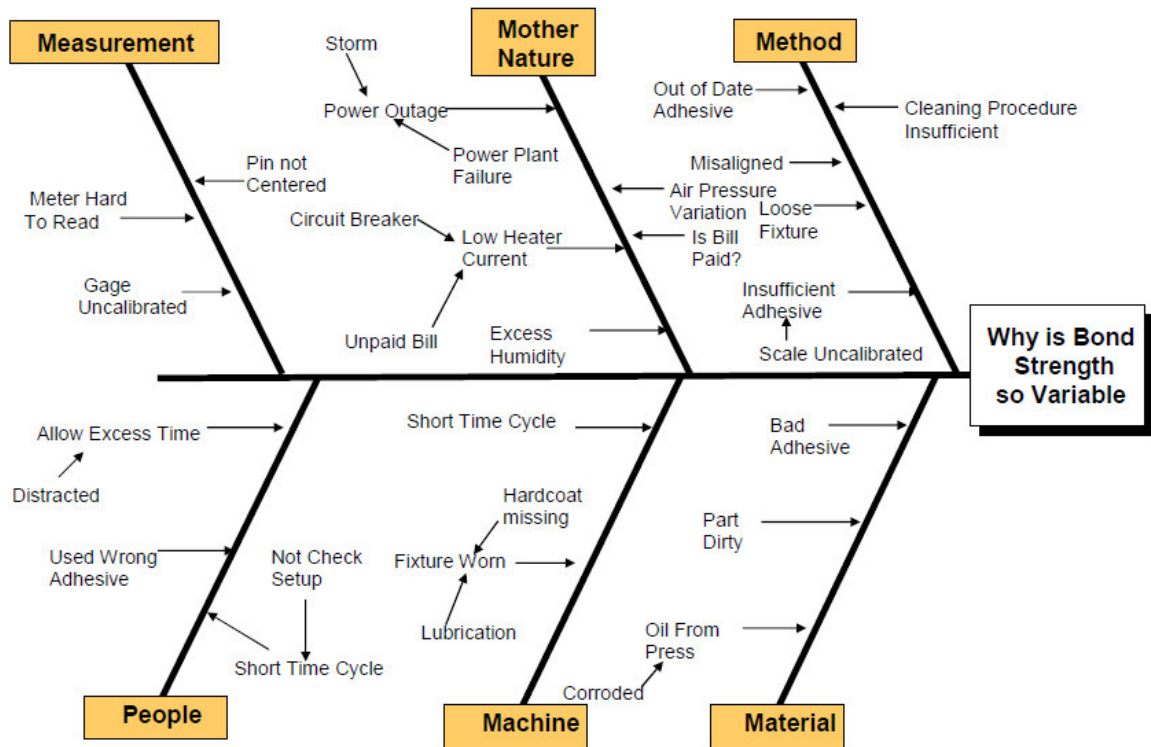 Measurement
Mother
Nature
Method
Storm
Power Outage
Power Plant
Failure
Out of Date
Adhesive
Cleaning Procedure
Insufficient
Pin not
Centered
Meter Hard
To Read
Gage
Uncalibrated
Circuit Breaker
Low Heater
Current
Unpaid Bill
Air Pressure
Variation
Is Bill
Paid?
Excess
Humidity
Misaligned
Loose
Fixture
Insufficient
Adhesive
Scale Uncalibrated
Why is Bond
Strength
so Variable
Allow Excess Time
Distracted
Used Wrong
Adhesive
Not Check
Setup
Short Time Cycle
People
Short Time Cycle
Hardcoat
missing
Fixture Worn
Lubrication
Machine
Bad
Adhesive
Part
Dirty
Oil From
Press
Corroded
Material